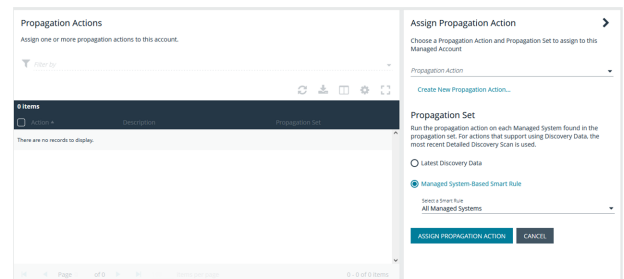 Propagation Actions
Assign one or more propagation actions to this account.
Filter by
0 items
Action Description Propagation Set
There are no records to display.
Page of 0 items per page 0 - 0 of 0 items
Assign Propagation Action
Choose a Propagation Action and Propagation Set to assign to this
Managed Account
Propagation Action
Create New Propagation Action...
Propagation Set
Run the propagation action on each Managed System found in the
propagation set. For actions that support using Discovery Data, the
most recent Detailed Discovery Scan is used.
Latest Discovery Data
Managed System-Based Smart Rule
Select a Smart Rule
All Managed Systems
ASSIGN PROPAGATION ACTION CANCEL